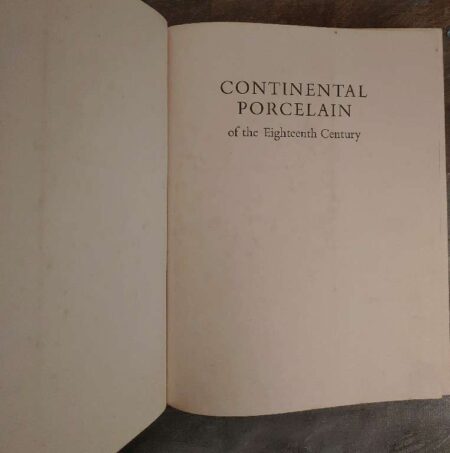 CONTINENTAL
PORCELAIN
of the Eighteenth Century